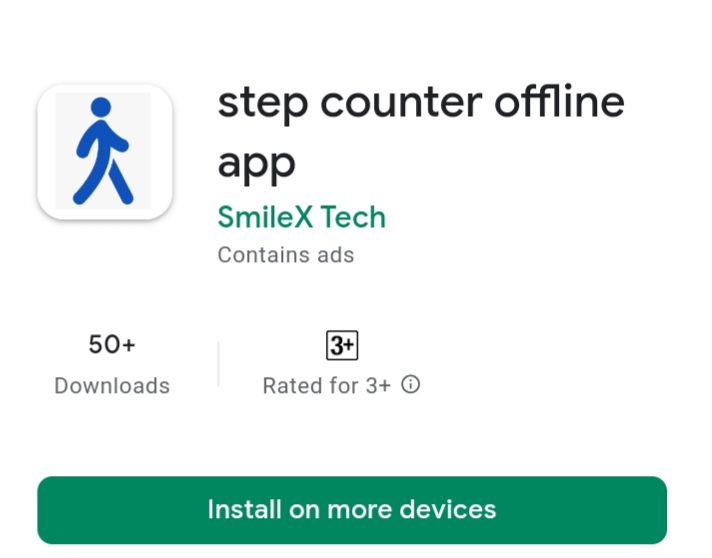 step counter offline
app
SmileX Tech
Contains ads
50+
Downloads
3+
Rated for 3+
Install on more devices